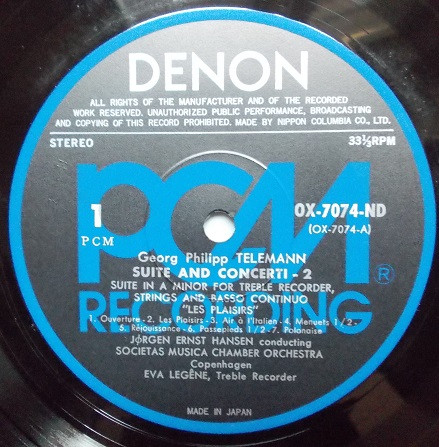 DENON
ALL RIGHTS OF THE MANUFACTURER AND OF THE RECORDED
WORK RESERVED. UNAUTHORIZED PUBLIC PERFORMANCE, BROADCASTING
AND COPYING OF THIS RECORD PROHIBITED. MADE BY NIPPON COLUMBIA CO., LTD.
STEREO 33⅓RPM
PCM
RECORDING ®
1
PCM
OX-7074-ND
(OX-7074-A)
Georg Philipp TELEMANN
SUITE AND CONCERTI - 2
SUITE IN A MINOR FOR TREBLE RECORDER,
STRINGS AND BASSO CONTINUO
"LES PLAISIRS"
1. Ouverture - 2. Les Plaisirs - 3. Air à l'Italien - 4. Menuets 1/2 -
5. Réjouissance - 6. Passepieds 1/2 - 7. Polonaise
JØRGEN ERNST HANSEN conducting
SOCIETAS MUSICA CHAMBER ORCHESTRA
Copenhagen
EVA LEGÊNE, Treble Recorder
MADE IN JAPAN